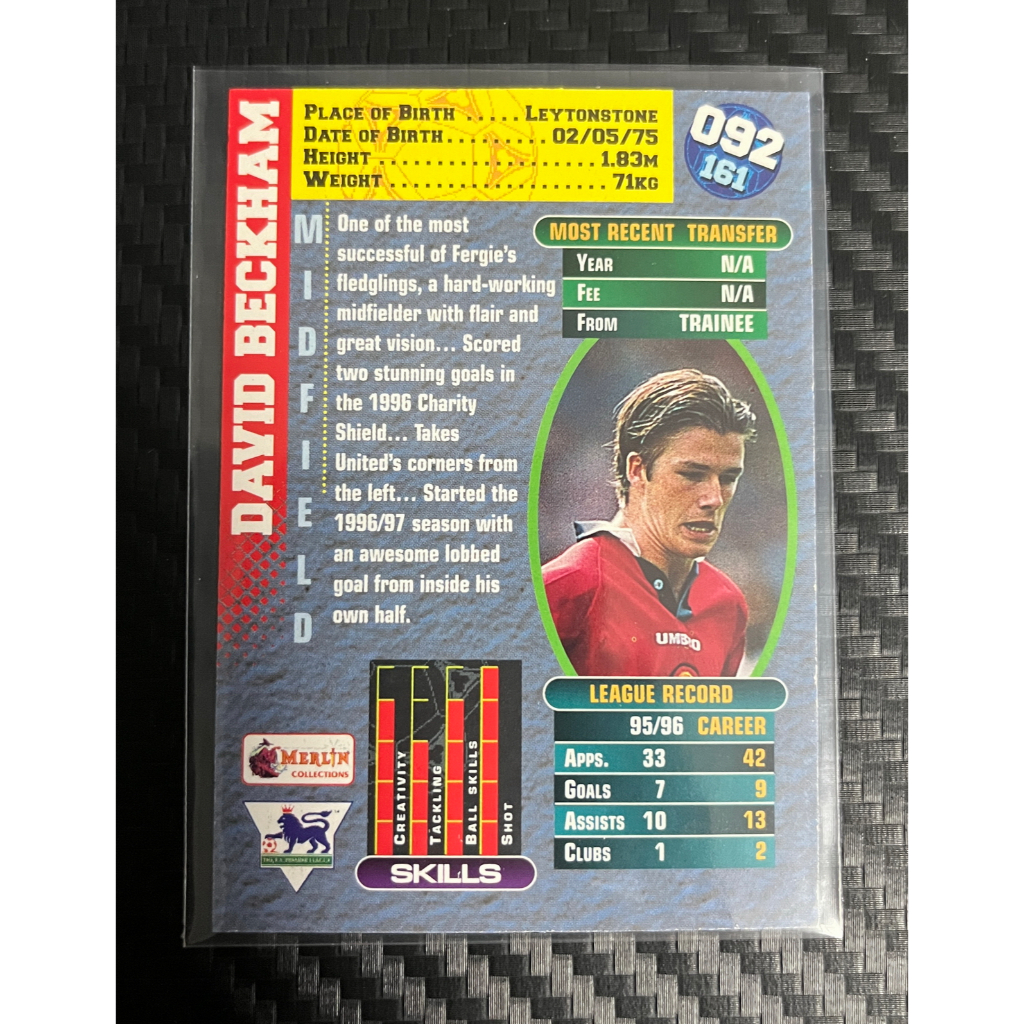 DAVID BECKHAM
PLACE OF BIRTH ..... LEYTONSTONE
DATE OF BIRTH .......... 02/05/75
HEIGHT ...................... 1.83M
WEIGHT ..................... 71KG
092
161
MIDFIELD
One of the most
successful of Fergie's
fledglings, a hard-working
midfielder with flair and
great vision... Scored
two stunning goals in
the 1996 Charity
Shield... Takes
United's corners from
the left... Started the
1996/97 season with
an awesome lobbed
goal from inside his
own half.
MOST RECENT TRANSFER
YEAR N/A
FEE N/A
FROM TRAINEE
UMBRO
LEAGUE RECORD
95/96 CAREER
APPS. 33 42
GOALS 7 9
ASSISTS 10 13
CLUBS 1 2
CREATIVITY
TACKLING
BALL SKILLS
SHOT
SKILLS
MERLIN
COLLECTIONS